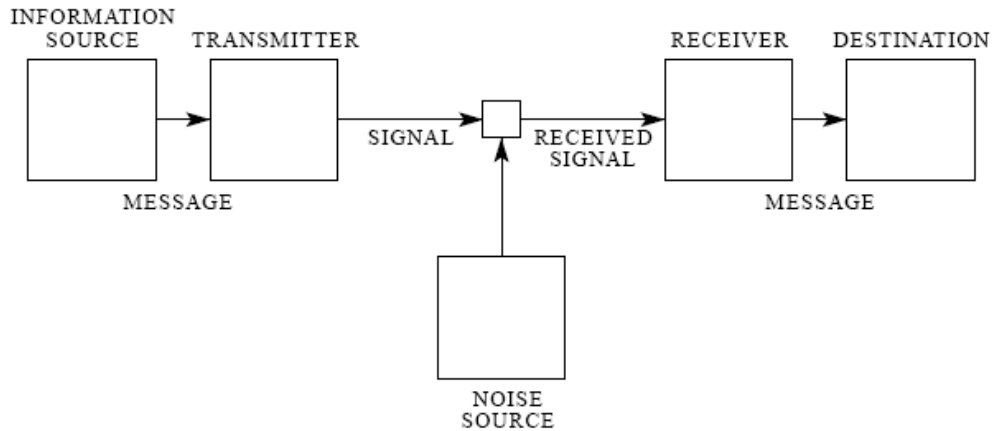 INFORMATION
SOURCE
TRANSMITTER
RECEIVER
DESTINATION
SIGNAL
RECEIVED
SIGNAL
MESSAGE
MESSAGE
NOISE
SOURCE